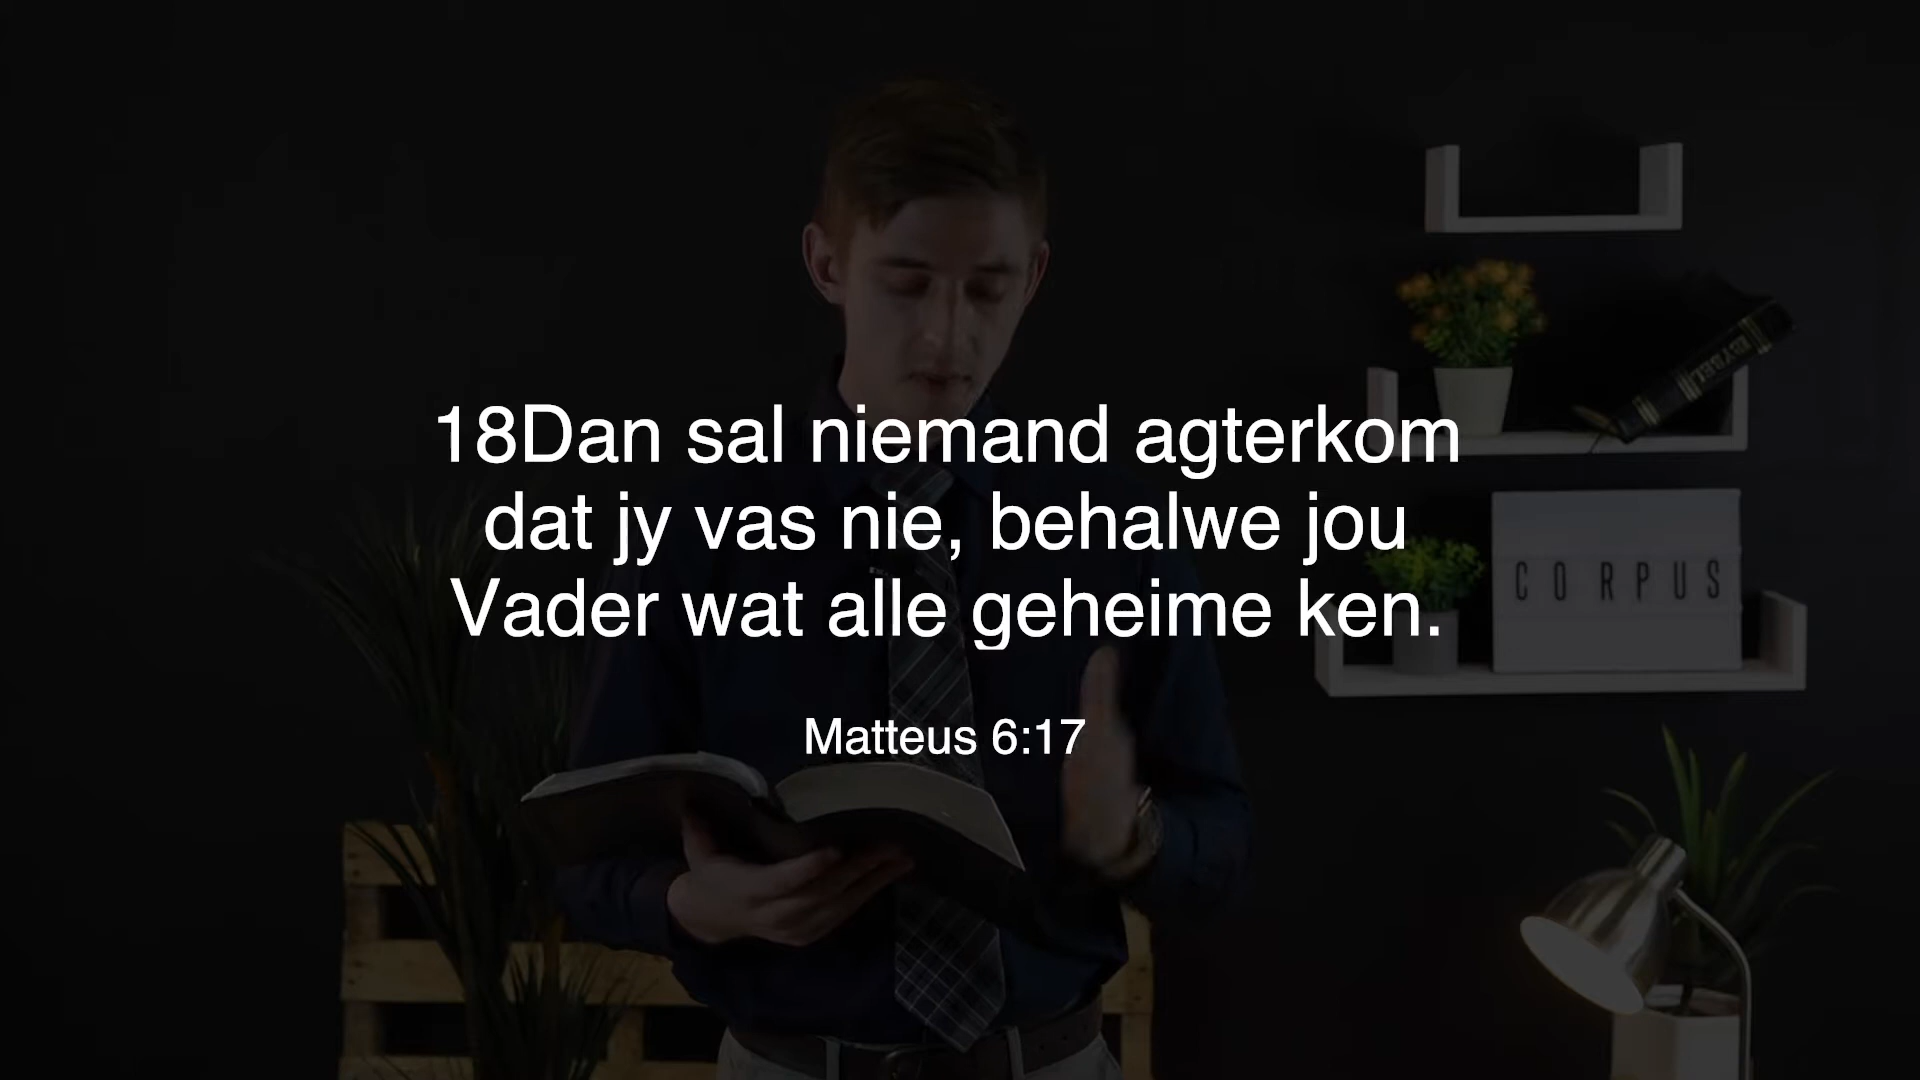 18Dan sal niemand agterkom
dat jy vas nie, behalwe jou
Vader wat alle geheime ken.
Matteus 6:17
BYBEL
CORPUS